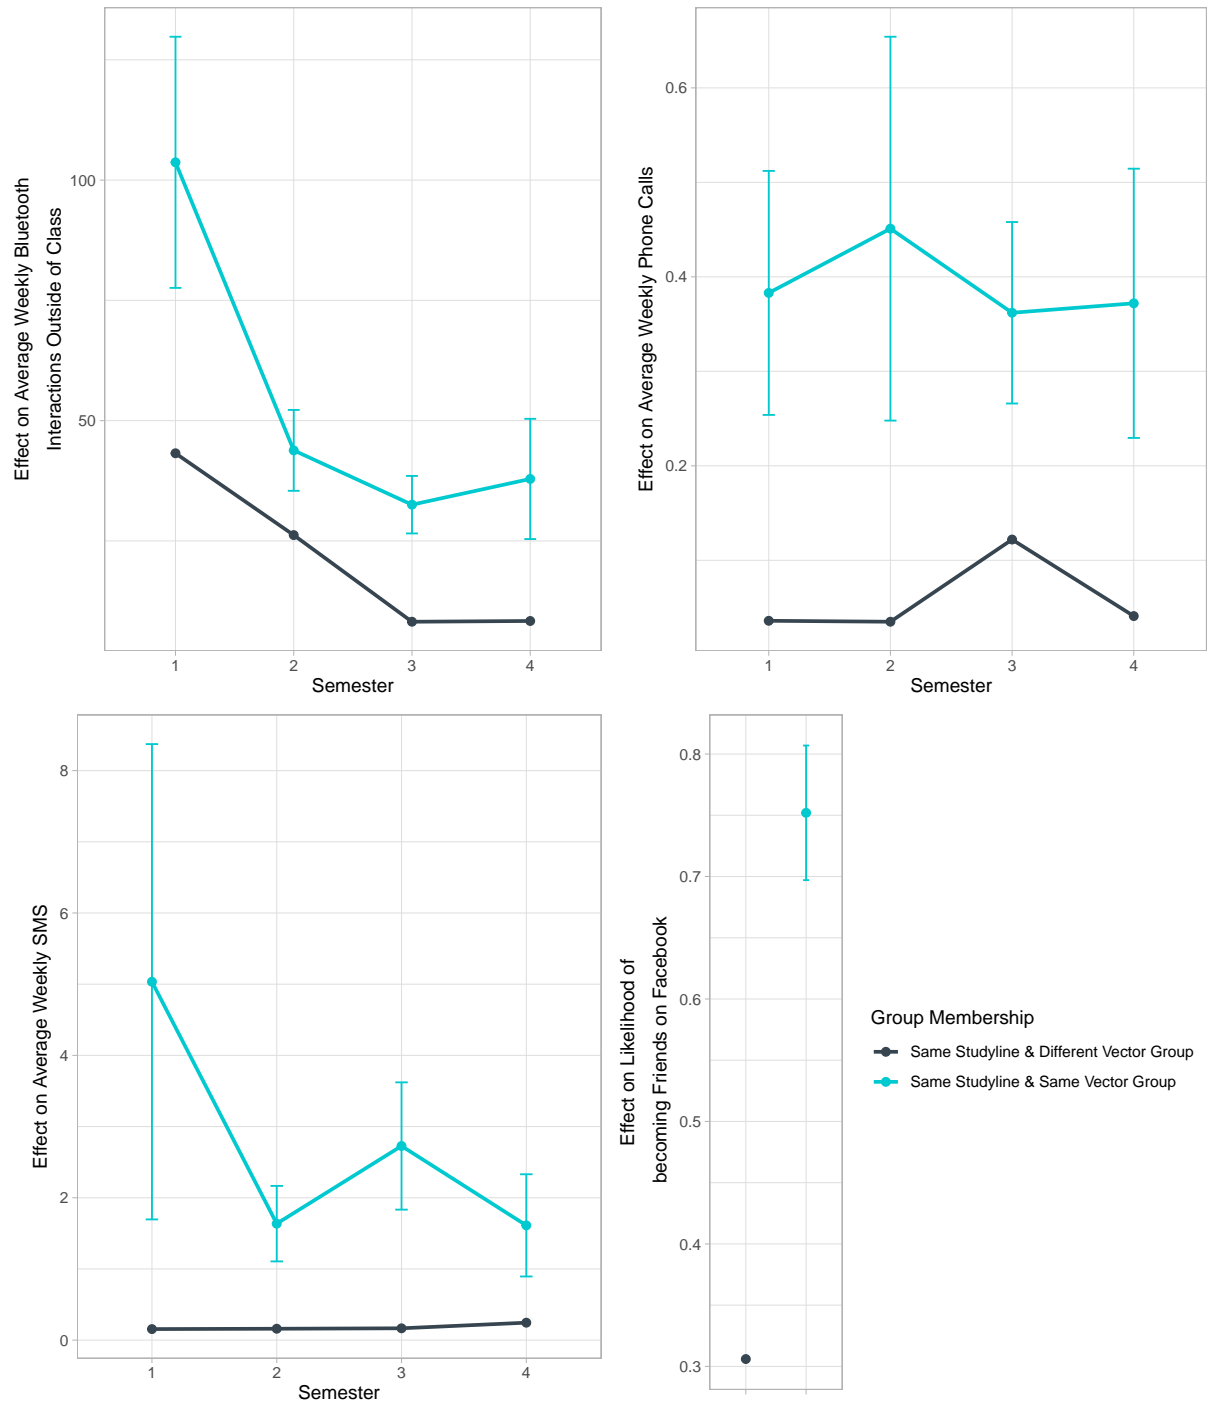 Effect on Average Weekly Bluetooth
Interactions Outside of Class
100
50
1 2 3 4
Semester
Effect on Average Weekly Phone Calls
0.6
0.4
0.2
1 2 3 4
Semester
Effect on Average Weekly SMS
8
6
4
2
0
1 2 3 4
Semester
Effect on Likelihood of
becoming Friends on Facebook
0.8
0.7
0.6
0.5
0.4
0.3
Group Membership
Same Studyline & Different Vector Group
Same Studyline & Same Vector Group